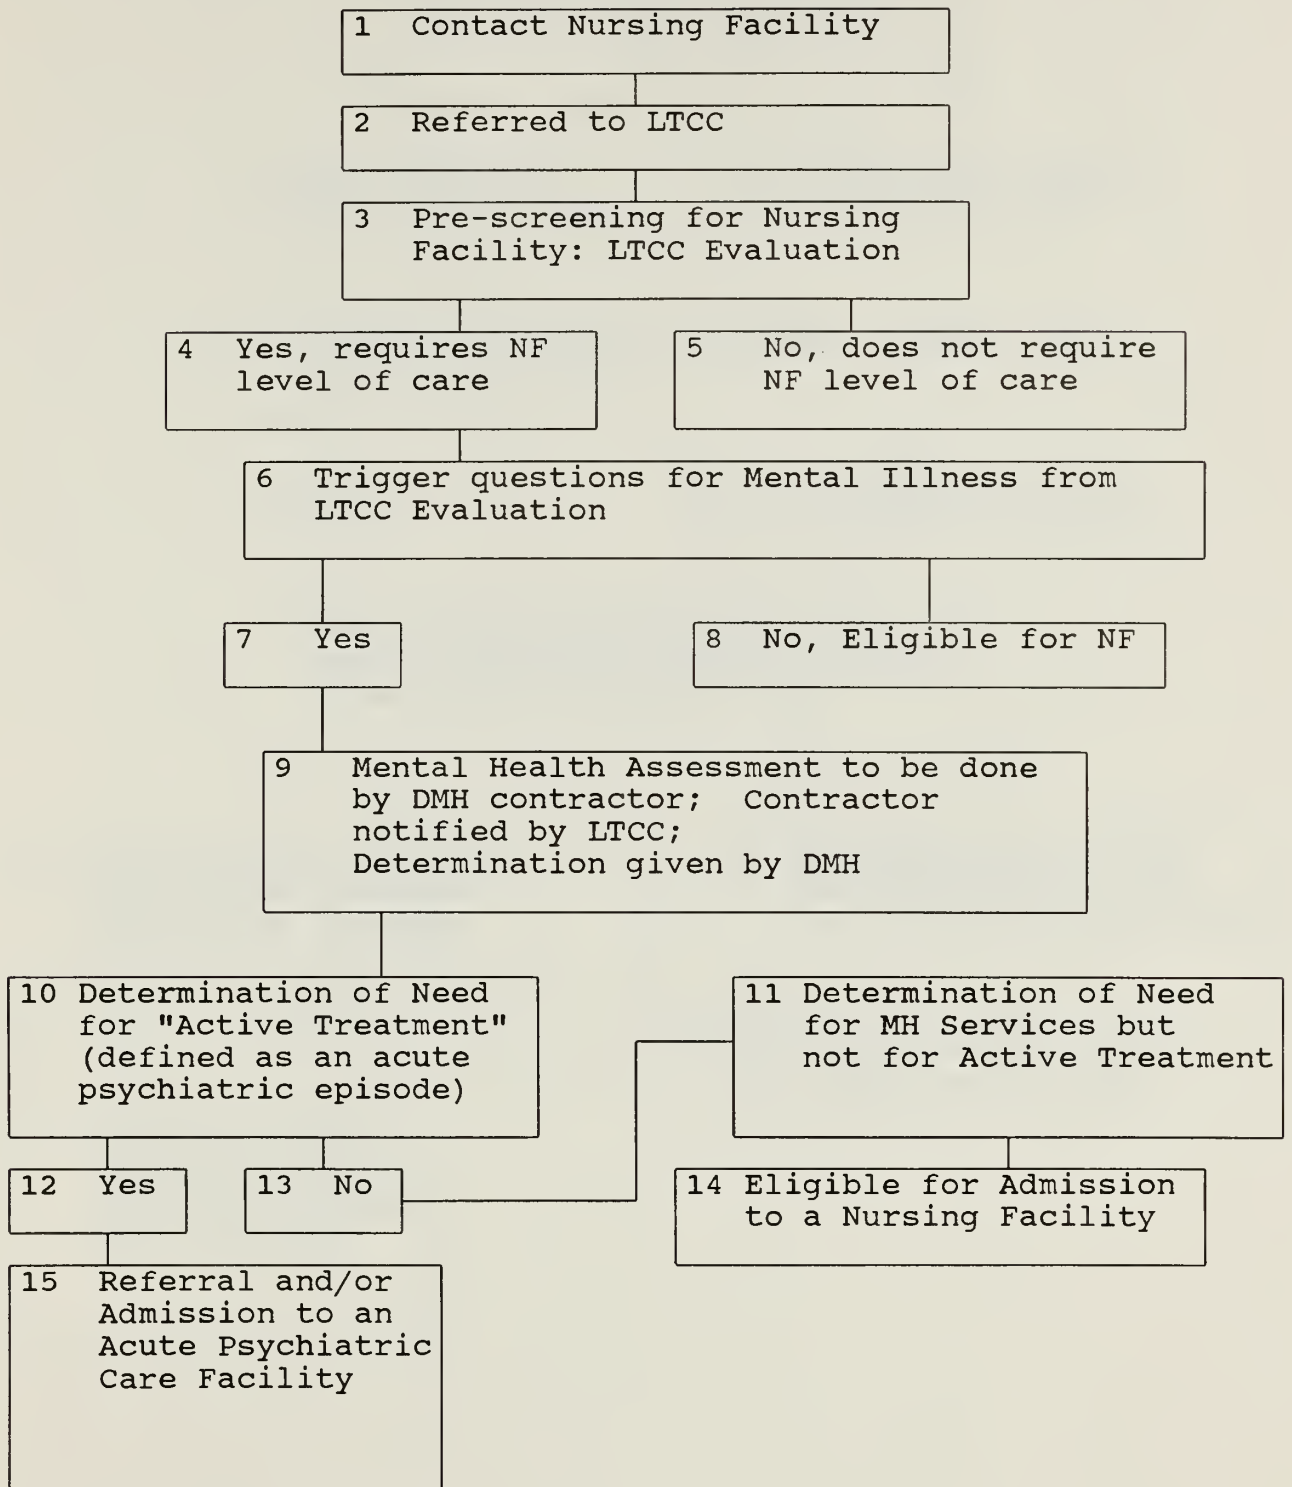 1 Contact Nursing Facility
2 Referred to LTCC
3 Pre-screening for Nursing
Facility: LTCC Evaluation
4 Yes, requires NF
level of care
5 No, does not require
NF level of care
6 Trigger questions for Mental Illness from
LTCC Evaluation
7 Yes
8 No, Eligible for NF
9 Mental Health Assessment to be done
by DMH contractor; Contractor
notified by LTCC;
Determination given by DMH
10 Determination of Need
for "Active Treatment"
(defined as an acute
psychiatric episode)
11 Determination of Need
for MH Services but
not for Active Treatment
12 Yes
13 No
14 Eligible for Admission
to a Nursing Facility
15 Referral and/or
Admission to an
Acute Psychiatric
Care Facility